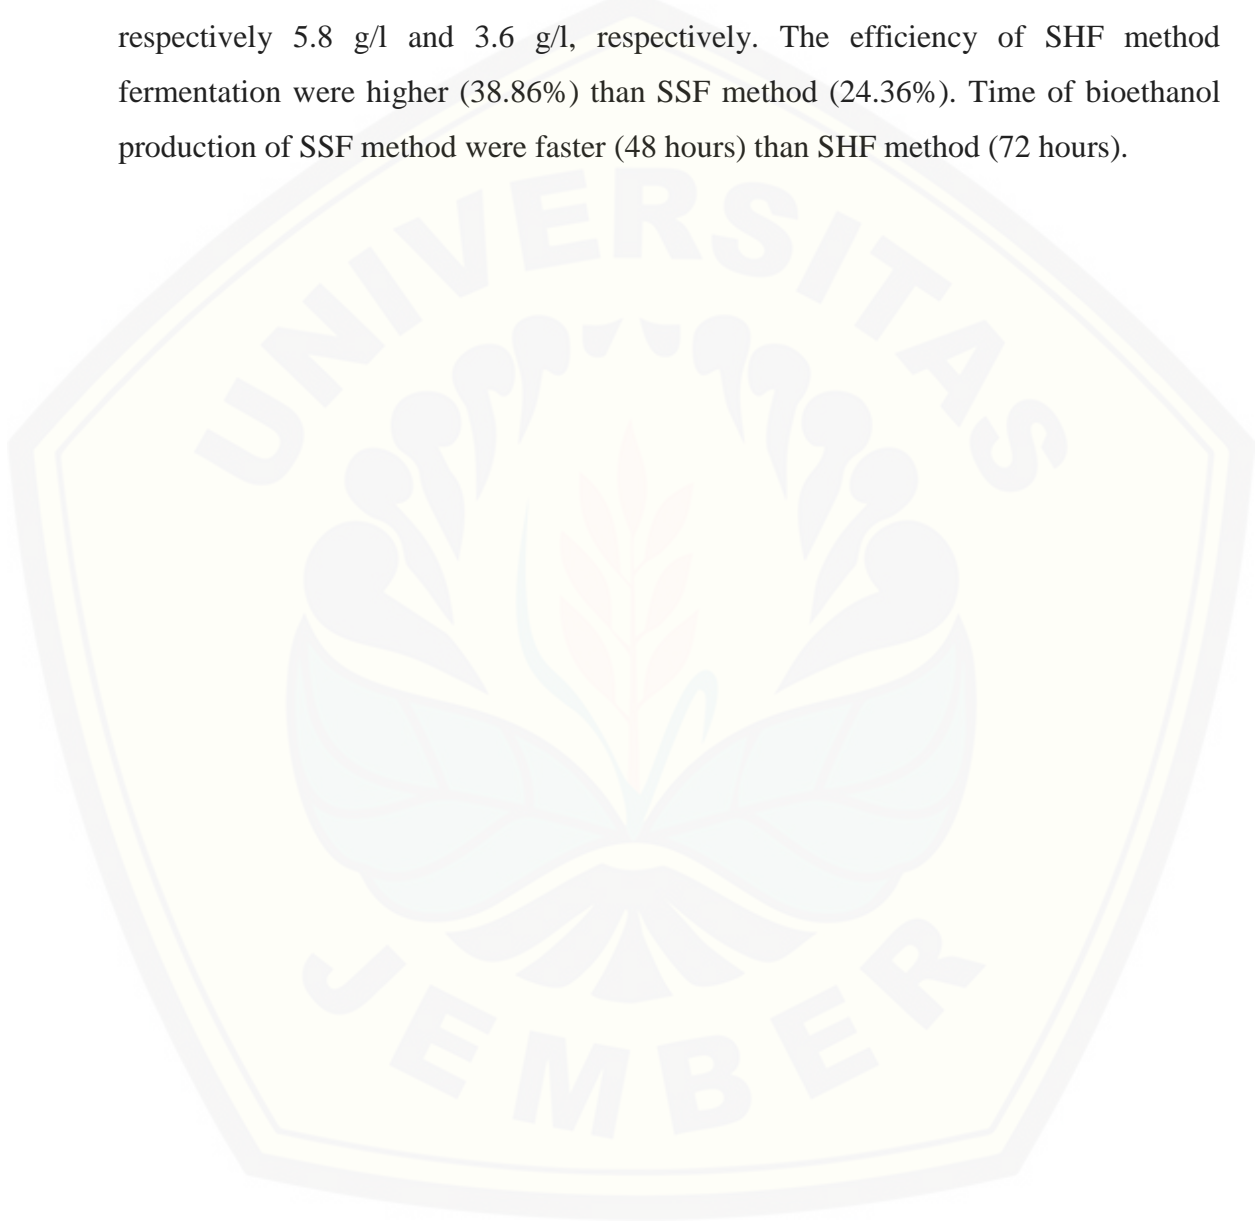 respectively 5.8 g/l and 3.6 g/l, respectively. The efficiency of SHF method
fermentation were higher (38.86%) than SSF method (24.36%). Time of bioethanol
production of SSF method were faster (48 hours) than SHF method (72 hours).
UNIVERSITAS
JEMBER